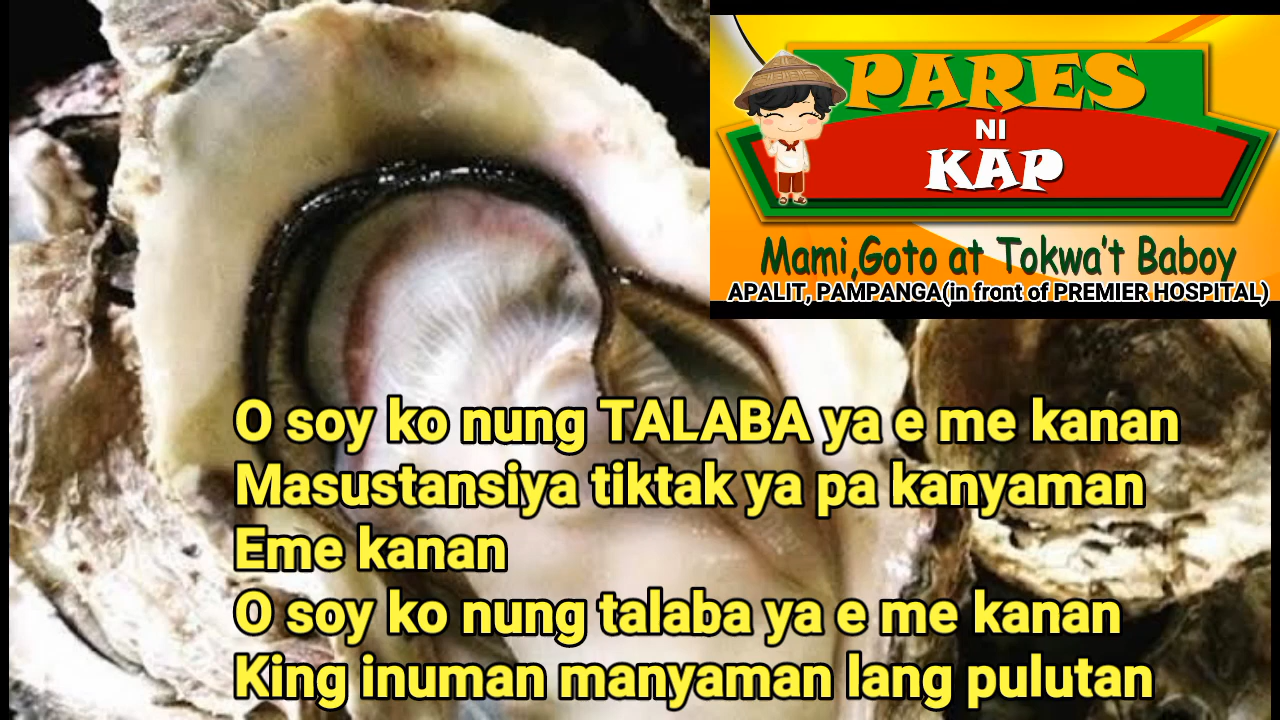 PARES
NI
KAP
Mami,Goto at Tokwa't Baboy
APALIT, PAMPANGA(in front of PREMIER HOSPITAL)
O soy ko nung TALABA ya e me kanan
Masustansiya tiktak ya pa kanyaman
Eme kanan
O soy ko nung talaba ya e me kanan
King inuman manyaman lang pulutan